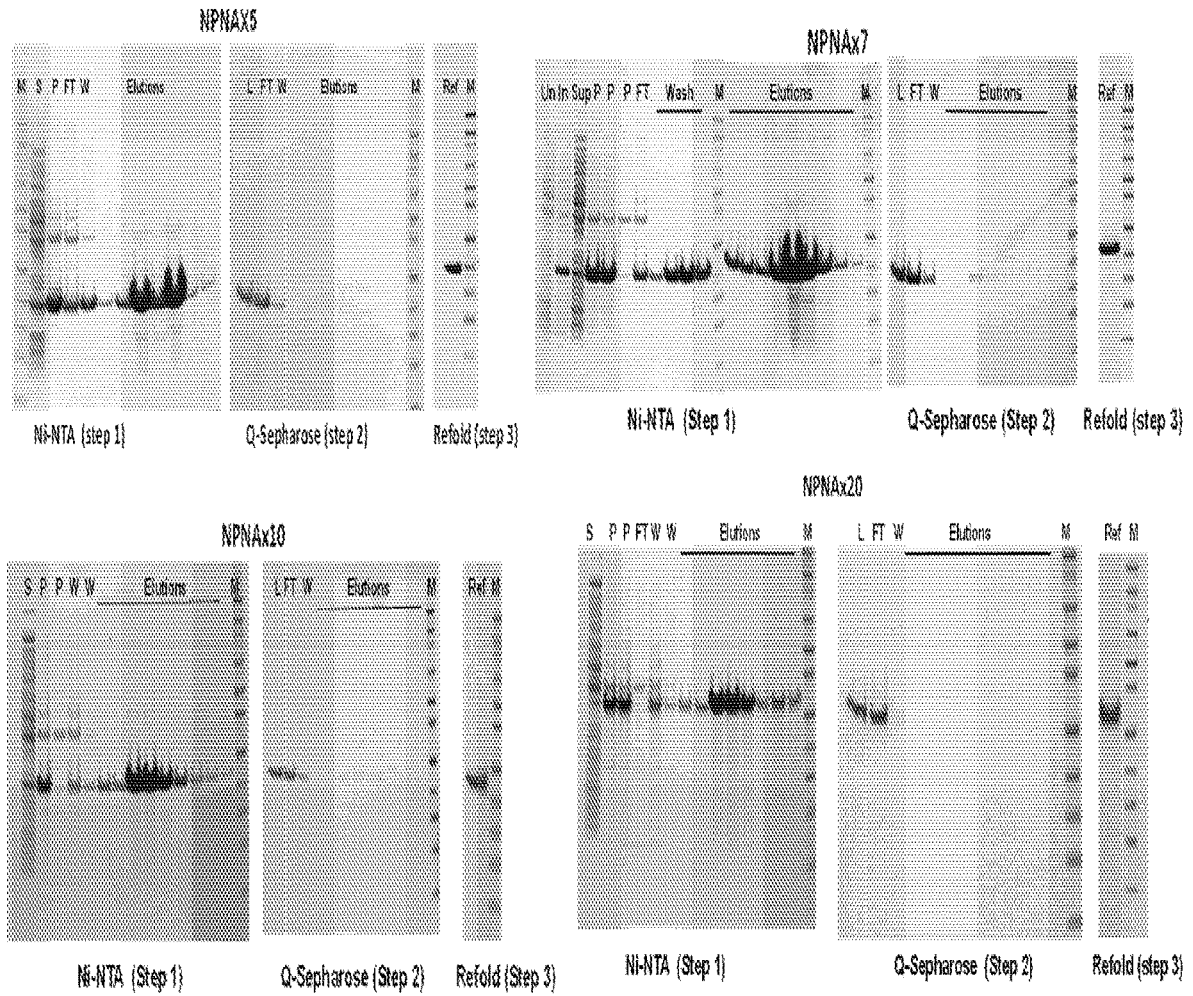 NPNAX5
M S P FT W Elutions
L FT W Elutions M
Ref M
Ni-NTA (step 1)
Q-Sepharose (step 2)
Refold (step 3)
NPNAx7
Un In Sup P P P FT Wash M Elutions M
L FT W Elutions M
Ref M
Ni-NTA (Step 1)
Q-Sepharose (Step 2)
Refold (step 3)
NPNAx10
S P P W W Elutions M
L FT W Elutions M
Ref M
Ni-NTA (Step 1)
Q-Sepharose (Step 2)
Refold (Step 3)
NPNAx20
S P P FT W W Elutions M
L FT W Elutions M
Ref M
Ni-NTA (Step 1)
Q-Sepharose (Step 2)
Refold (step 3)